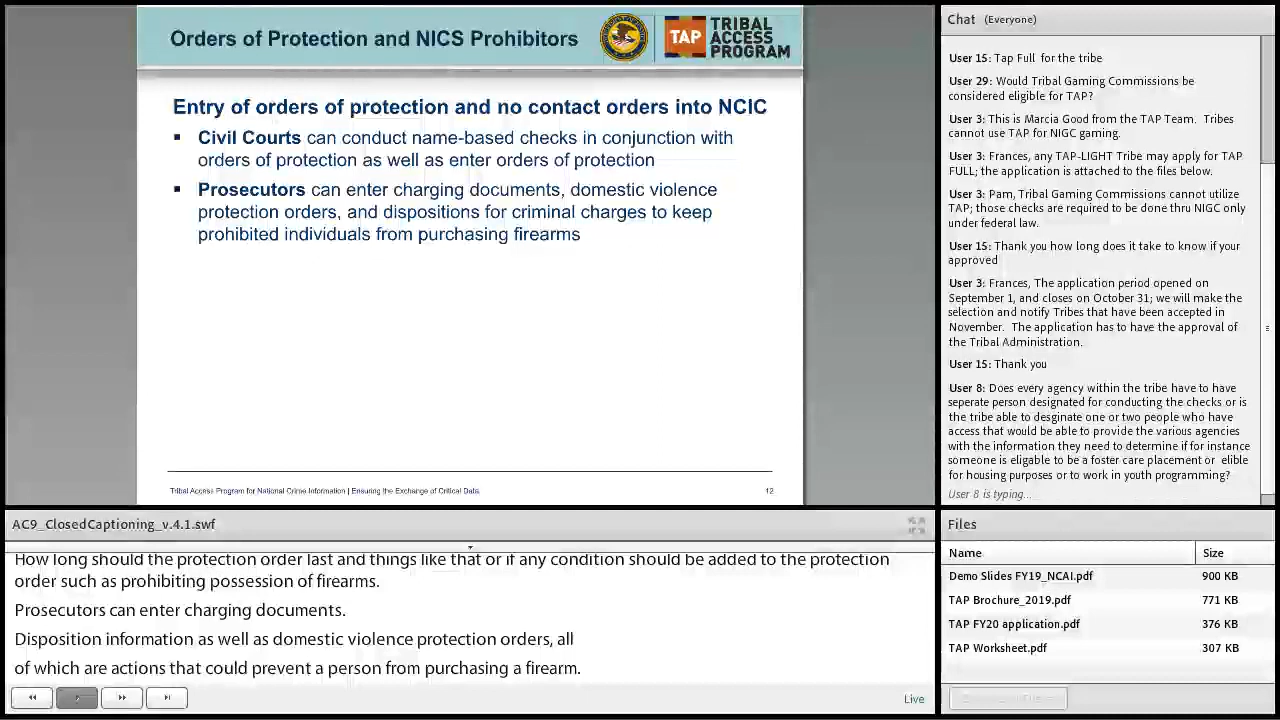 Orders of Protection and NICS Prohibitors
TAP
TRIBAL
ACCESS
PROGRAM
Entry of orders of protection and no contact orders into NCIC
Civil Courts can conduct name-based checks in conjunction with
orders of protection as well as enter orders of protection
Prosecutors can enter charging documents, domestic violence
protection orders, and dispositions for criminal charges to keep
prohibited individuals from purchasing firearms
Tribal Access Program for National Crime Information | Ensuring the Exchange of Critical Data
12
Chat (Everyone)
User 15: Tap Full for the tribe
User 29: Would Tribal Gaming Commissions be
considered eligible for TAP?
User 3: This is Marcia Good from the TAP Team. Tribes
cannot use TAP for NIGC gaming.
User 3: Frances, any TAP-LIGHT Tribe may apply for TAP
FULL; the application is attached to the files below.
User 3: Pam, Tribal Gaming Commissions cannot utilize
TAP; those checks are required to be done thru NIGC only
under federal law.
User 15: Thank you how long does it take to know if your
approved
User 3: Frances, The application period opened on
September 1, and closes on October 31; we will make the
selection and notify Tribes that have been accepted in
November. The application has to have the approval of
the Tribal Administration.
User 15: Thank you
User 8: Does every agency within the tribe have to have
seperate person designated for conducting the checks or is
the tribe able to desginate one or two people who have
access that would be able to provide the various agencies
with the information they need to determine if for instance
someone is eligable to be a foster care placement or elible
for housing purposes or to work in youth programming?
User 8 is typing...
AC9_ClosedCaptioning_v.4.1.swf
How long should the protection order last and things like that or if any condition should be added to the protection
order such as prohibiting possession of firearms.
Prosecutors can enter charging documents.
Disposition information as well as domestic violence protection orders, all
of which are actions that could prevent a person from purchasing a firearm.
Live
Files
Name Size
Demo Slides FY19_NCAI.pdf 900 KB
TAP Brochure_2019.pdf 771 KB
TAP FY20 application.pdf 376 KB
TAP Worksheet.pdf 307 KB